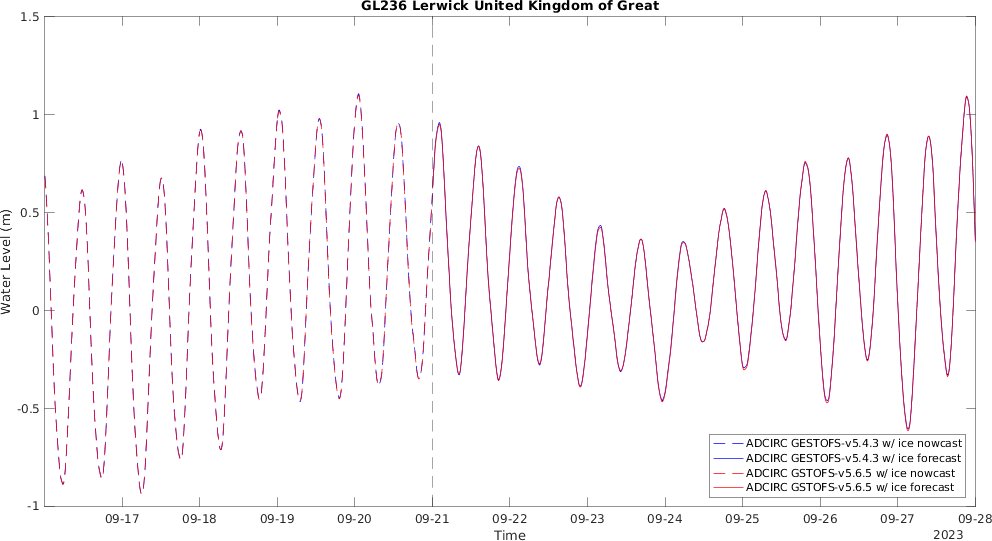 GL236 Lerwick United Kingdom of Great
1.5
1
0.5
0
-0.5
-1
Water Level (m)
ADCIRC GESTOFS-v5.4.3 w/ ice nowcast
ADCIRC GESTOFS-v5.4.3 w/ ice forecast
ADCIRC GSTOFS-v5.6.5 w/ ice nowcast
ADCIRC GSTOFS-v5.6.5 w/ ice forecast
09-17 09-18 09-19 09-20 09-21 09-22 09-23 09-24 09-25 09-26 09-27 09-28
Time
2023